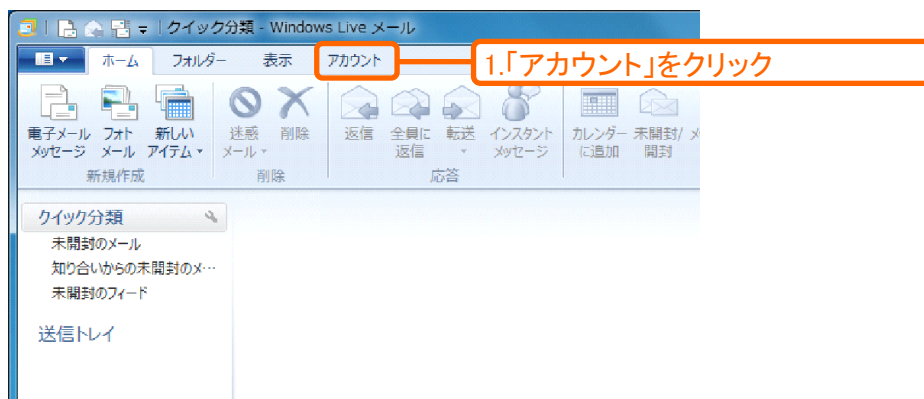 クイック分類 - Windows Live メール
ホーム フォルダー 表示 アカウント
1.「アカウント」をクリック
電子メール メッセージ
フォト メール
新しい アイテム
迷惑 メール
削除
返信
全員に 返信
転送
インスタント メッセージ
カレンダー に追加
未開封/ 開封
新規作成 削除 応答
クイック分類
未開封のメール
知り合いからの未開封のメ…
未開封のフィード
送信トレイ